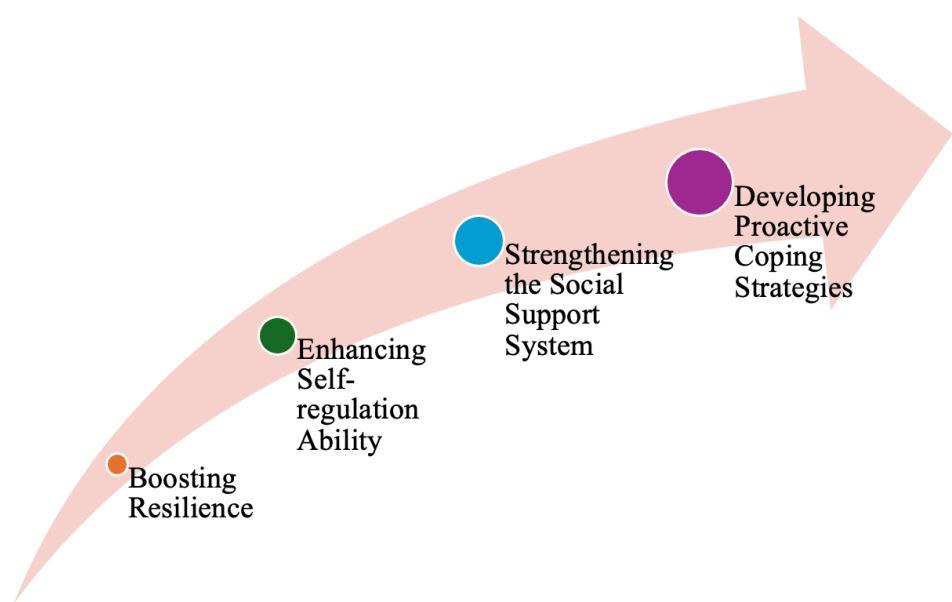 Boosting
Resilience
Enhancing
Self-
regulation
Ability
Strengthening
the Social
Support
System
Developing
Proactive
Coping
Strategies